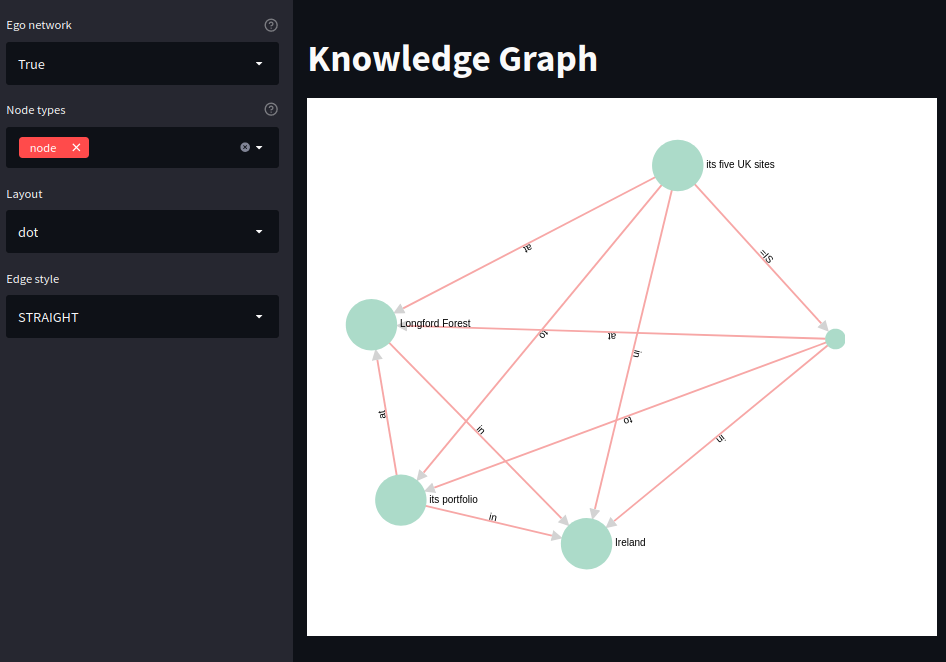 Ego network
True
Node types
node
Layout
dot
Edge style
STRAIGHT
Knowledge Graph
its five UK sites
at
Longford Forest
to
at
in
at
in
to
in
its portfolio
in
Ireland